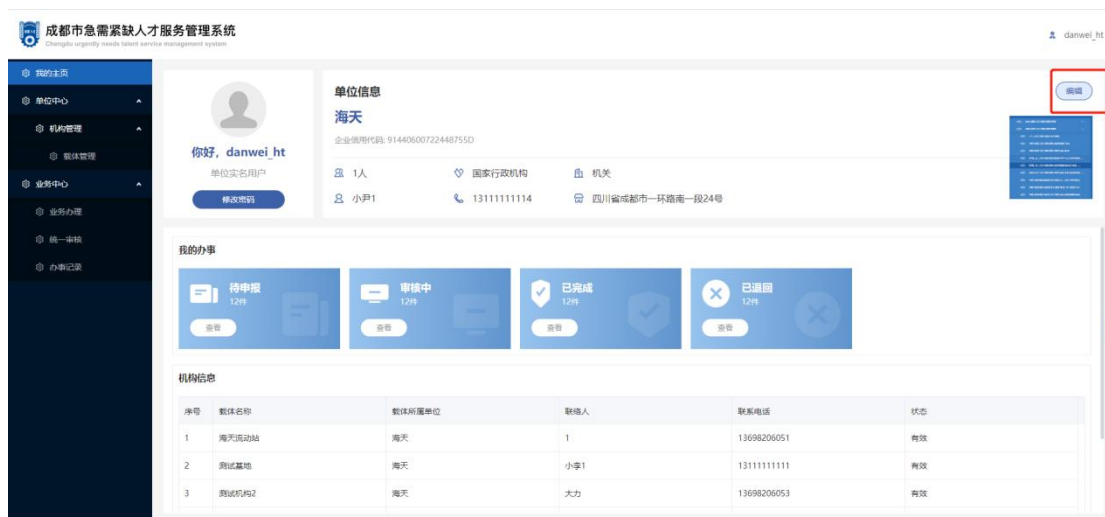 成都市急需紧缺人才服务管理系统
Chengdu urgently needs talent service management system
danwei_ht
我的主页
单位中心
机构管理
载体管理
业务中心
业务办理
统一审核
办事记录
你好，danwei_ht
单位实名用户
修改密码
单位信息
编辑
海天
企业信用代码: 91440600722448755D
1人 国家行政机构 机关
小尹1 13111111114 四川省成都市一环路南一段24号
我的办事
待申报 审核中 已完成 已退回
12件 12件 12件 12件
查看 查看 查看 查看
机构信息
序号 载体名称 载体所属单位 联络人 联系电话 状态
1 海天流动站 海天 1 13698206051 有效
2 测试基地 海天 小李1 13111111111 有效
3 测试机构2 海天 大力 13698206053 有效